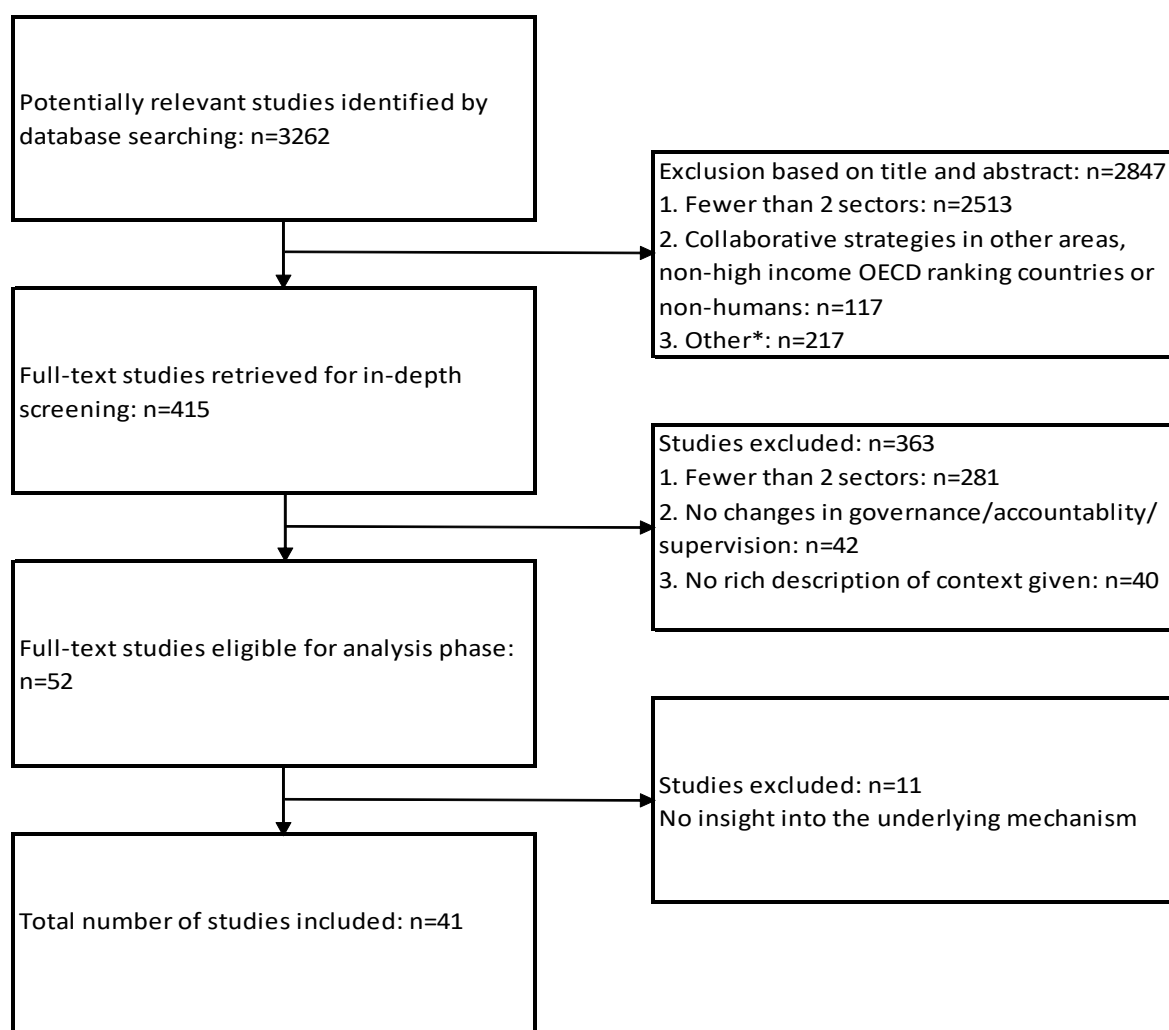 Potentially relevant studies identified by
database searching: n=3262
Exclusion based on title and abstract: n=2847
1. Fewer than 2 sectors: n=2513
2. Collaborative strategies in other areas,
non-high income OECD ranking countries or
non-humans: n=117
3. Other*: n=217
Full-text studies retrieved for in-depth
screening: n=415
Studies excluded: n=363
1. Fewer than 2 sectors: n=281
2. No changes in governance/accountablity/
supervision: n=42
3. No rich description of context given: n=40
Full-text studies eligible for analysis phase:
n=52
Studies excluded: n=11
No insight into the underlying mechanism
Total number of studies included: n=41